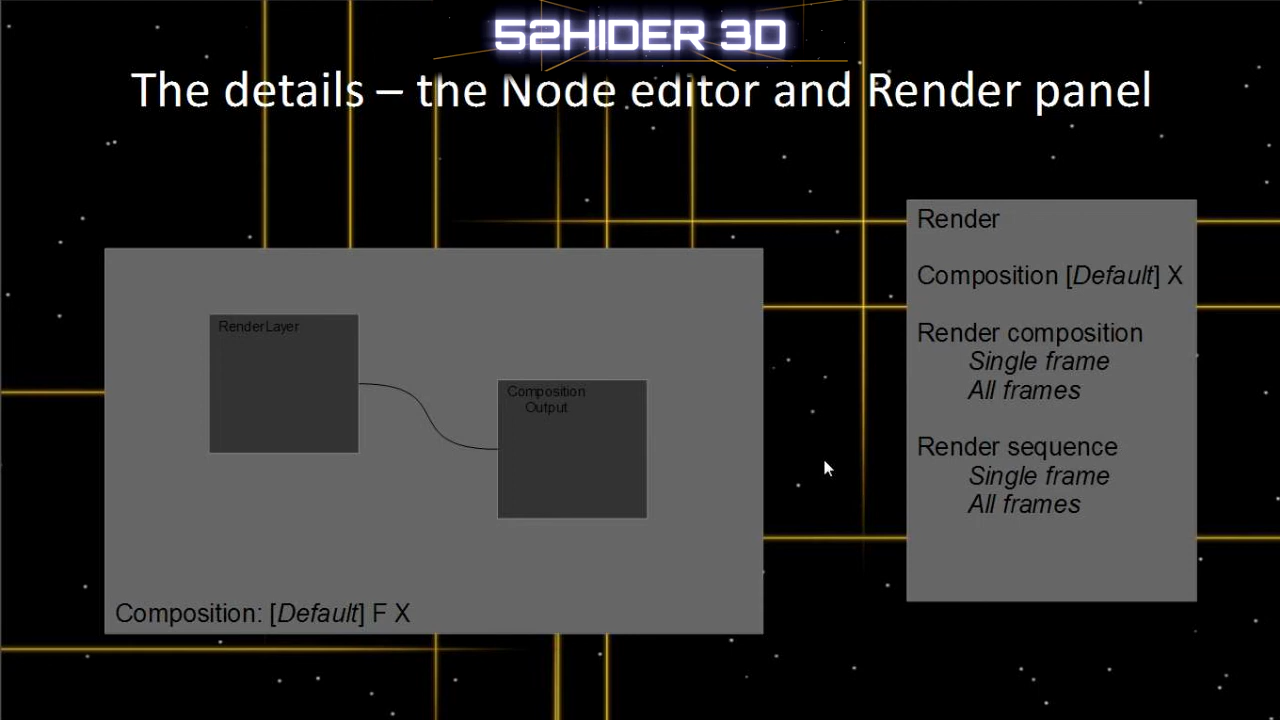 52HIDER 3D
The details – the Node editor and Render panel
RenderLayer
Composition
Output
Composition: [Default] F X
Render
Composition [Default] X
Render composition
Single frame
All frames
Render sequence
Single frame
All frames